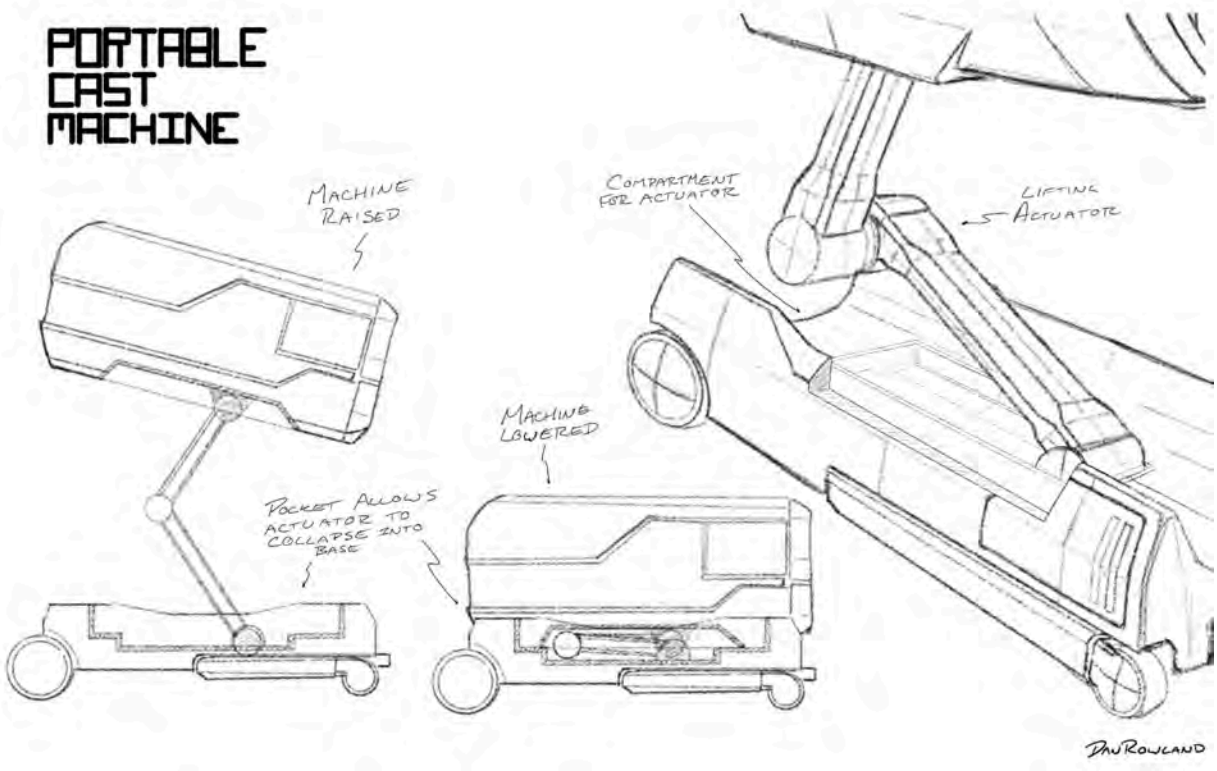 PORTABLE
CAST
MACHINE
MACHINE
RAISED
COMPARTMENT
FOR ACTUATOR
LIFTING
ACTUATOR
MACHINE
LOWERED
POCKET ALLOWS
ACTUATOR TO
COLLAPSE INTO
BASE
DAN ROWLAND